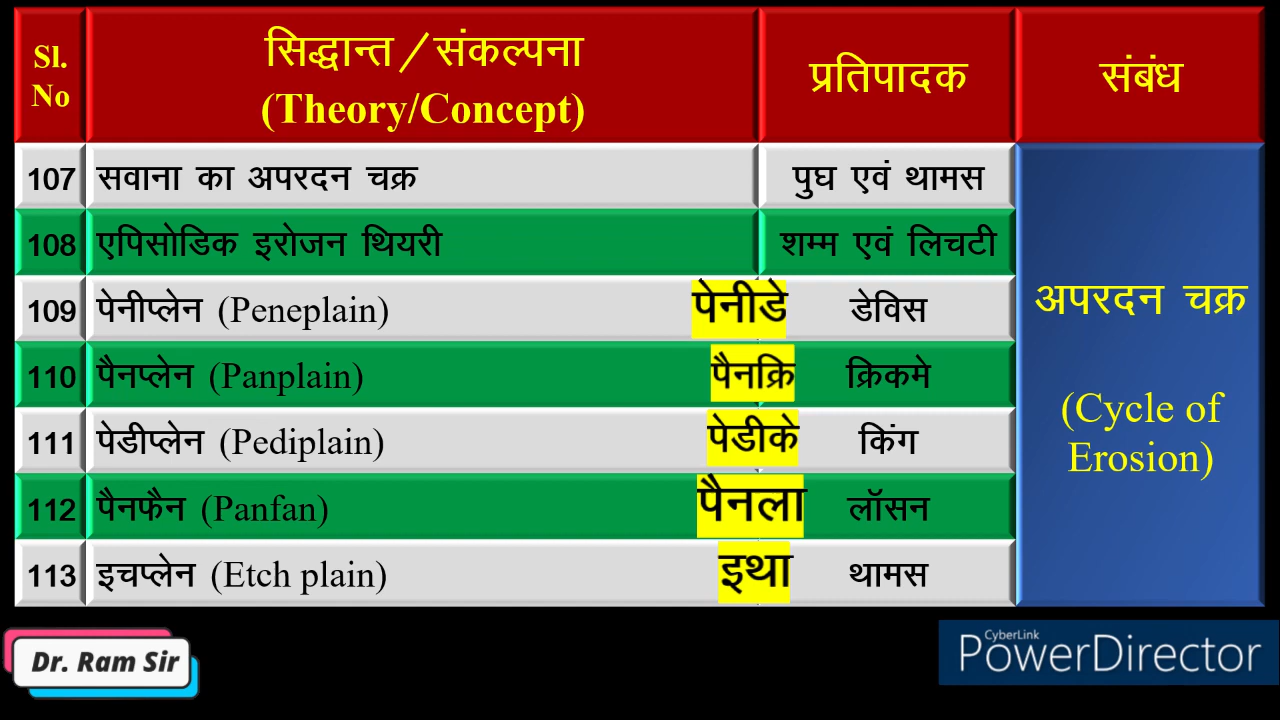 Sl. No
सिद्धान्त/संकल्पना
(Theory/Concept)
प्रतिपादक
संबंध
107 सवाना का अपरदन चक्र पुघ एवं थामस
108 एपिसोडिक इरोजन थियरी शम्म एवं लिचटी
109 पेनीप्लेन (Peneplain) पेनीडे डेविस
110 पैनप्लेन (Panplain) पैनक्रि क्रिकमे
111 पेडीप्लेन (Pediplain) पेडीके किंग
112 पैनफैन (Panfan) पैनला लॉसन
113 इचप्लेन (Etch plain) इथा थामस
अपरदन चक्र
(Cycle of
Erosion)
Dr. Ram Sir
CyberLink
PowerDirector